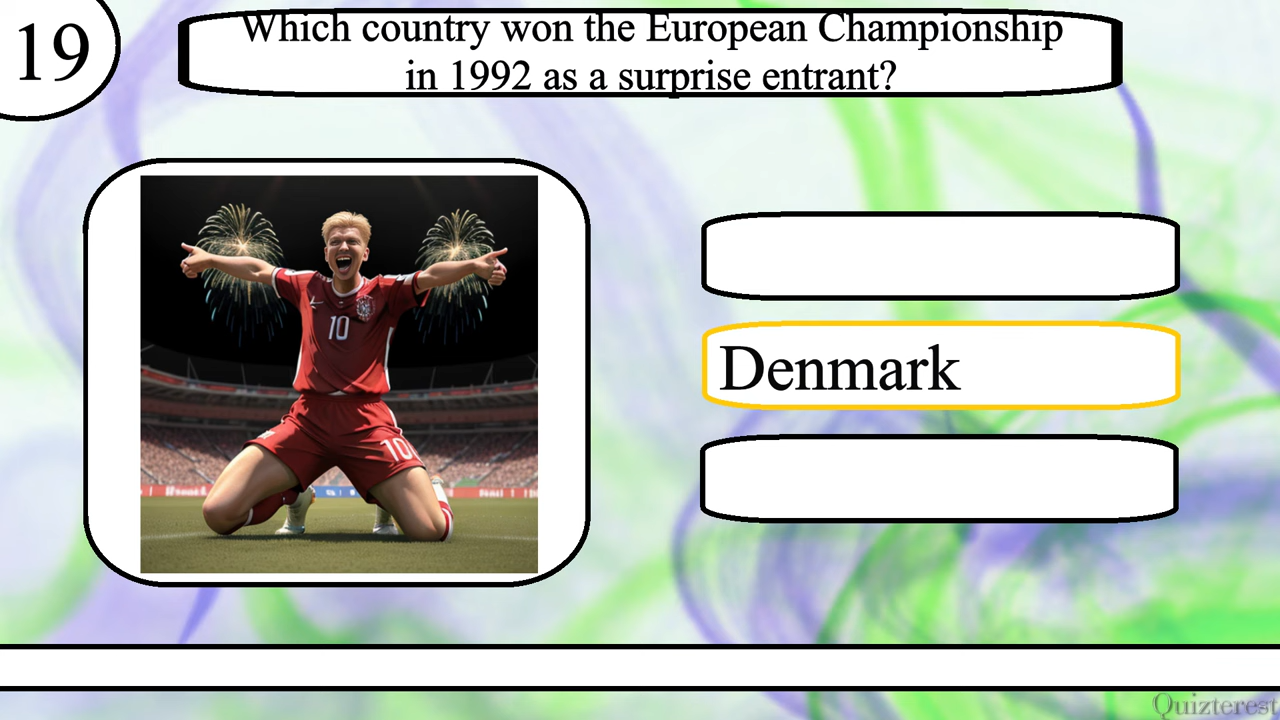 19
Which country won the European Championship
in 1992 as a surprise entrant?
10
10
Denmark
Quizterest